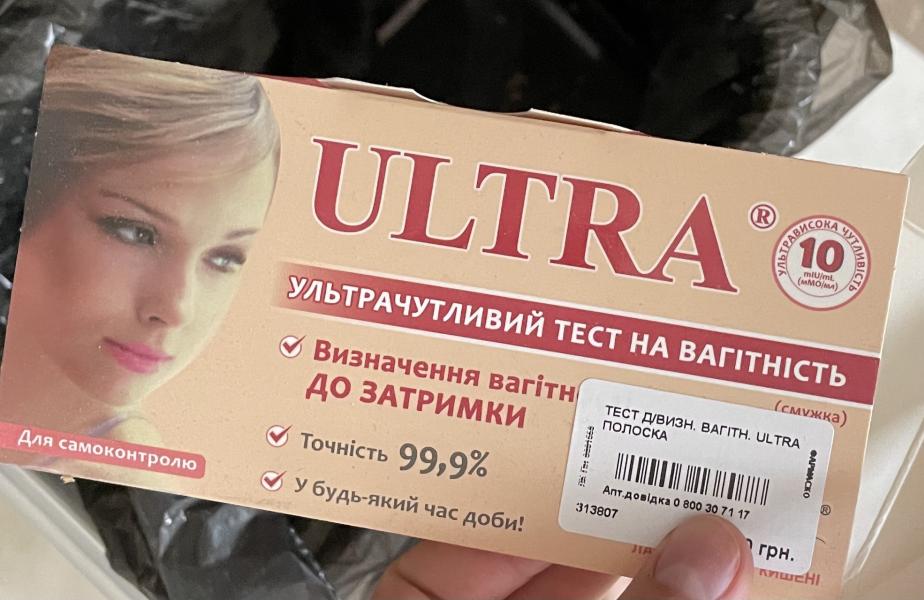 ULTRA®
УЛЬТРАВИСОКА ЧУТЛИВІСТЬ
10
mIU/mL
(мМО/мл)
УЛЬТРАЧУТЛИВИЙ ТЕСТ НА ВАГІТНІСТЬ
(смужка)
Визначення
ДО ЗАТРИМКИ
Точність 99,9%
У будь-який час доби!
Для самоконтролю
ТЕСТ Д/ВИЗН. ВАГІТН. ULTRA
ПОЛОСКА
Апт.довідка 0 800 30 71 17
313807
грн.
КИШЕНІ